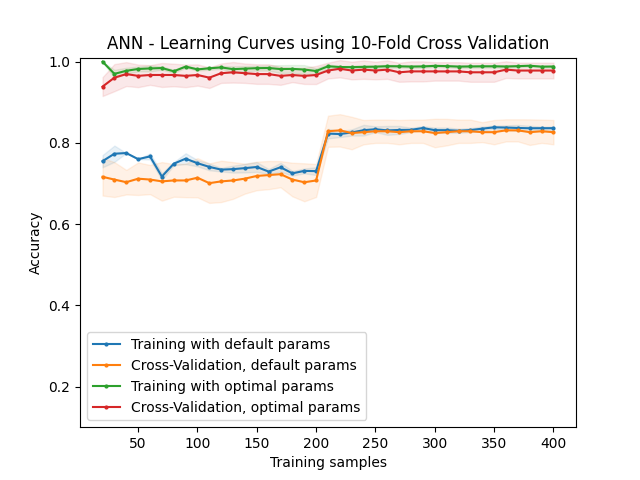 ANN - Learning Curves using 10-Fold Cross Validation
1.0
0.8
0.6
0.4
0.2
Accuracy
Training with default params
Cross-Validation, default params
Training with optimal params
Cross-Validation, optimal params
50 100 150 200 250 300 350 400
Training samples